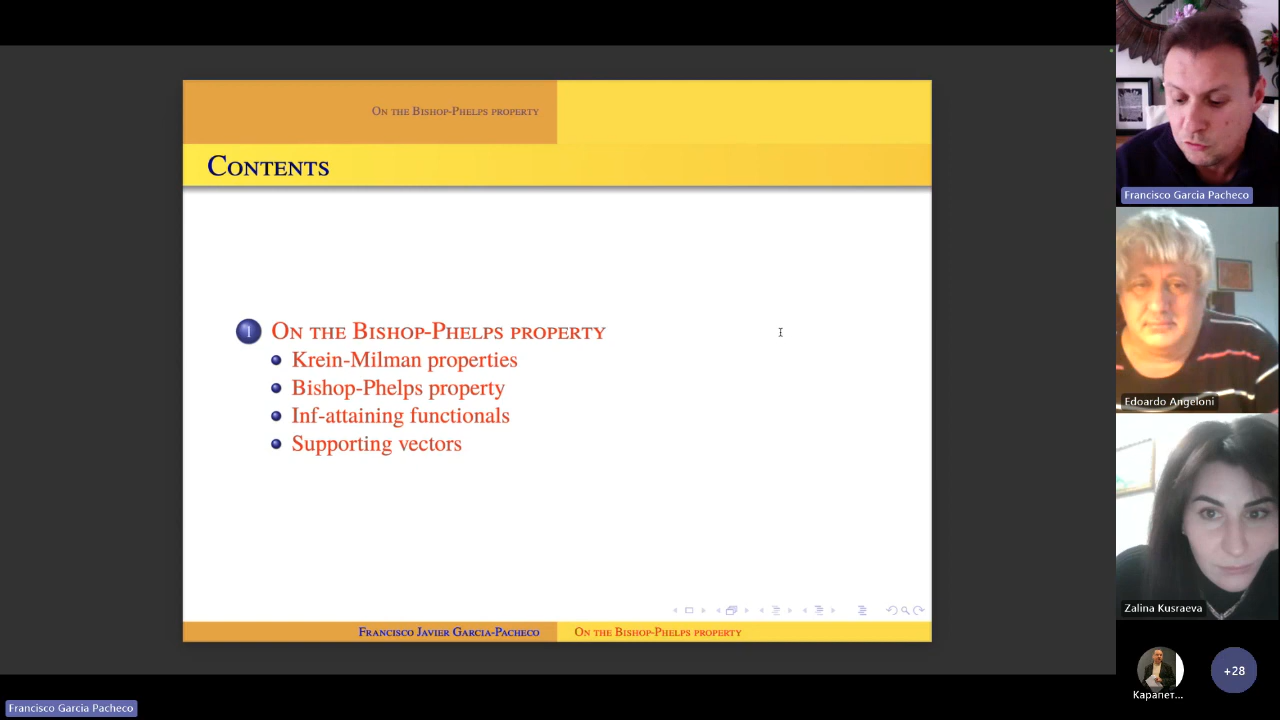 On the Bishop-Phelps property
Contents
1 On the Bishop-Phelps property
Krein-Milman properties
Bishop-Phelps property
Inf-attaining functionals
Supporting vectors
Francisco Javier Garcia-Pacheco
On the Bishop-Phelps property
Francisco Garcia Pacheco
Edoardo Angeloni
Zalina Kusraeva
Карапет...
+28
Francisco Garcia Pacheco